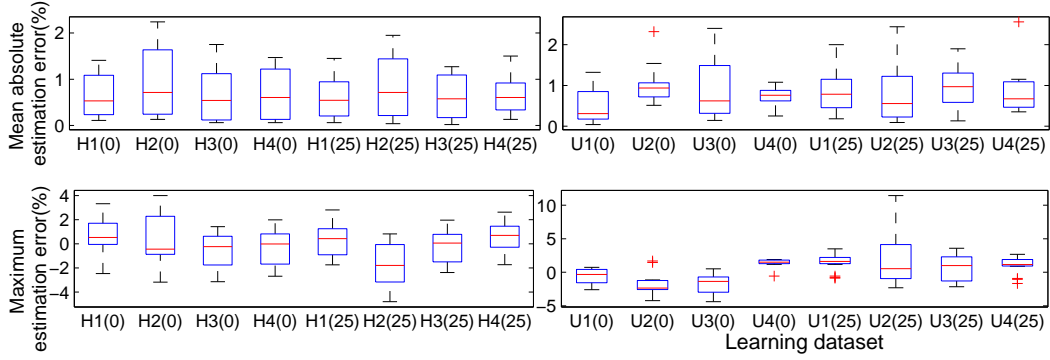 Mean absolute
estimation error(%)
2
1
0
H1(0) H2(0) H3(0) H4(0) H1(25) H2(25) H3(25) H4(25)
2
1
0
U1(0) U2(0) U3(0) U4(0) U1(25) U2(25) U3(25) U4(25)
Maximum
estimation error(%)
4
2
0
−2
−4
H1(0) H2(0) H3(0) H4(0) H1(25) H2(25) H3(25) H4(25)
10
5
0
−5
U1(0) U2(0) U3(0) U4(0) U1(25) U2(25) U3(25) U4(25)
Learning dataset